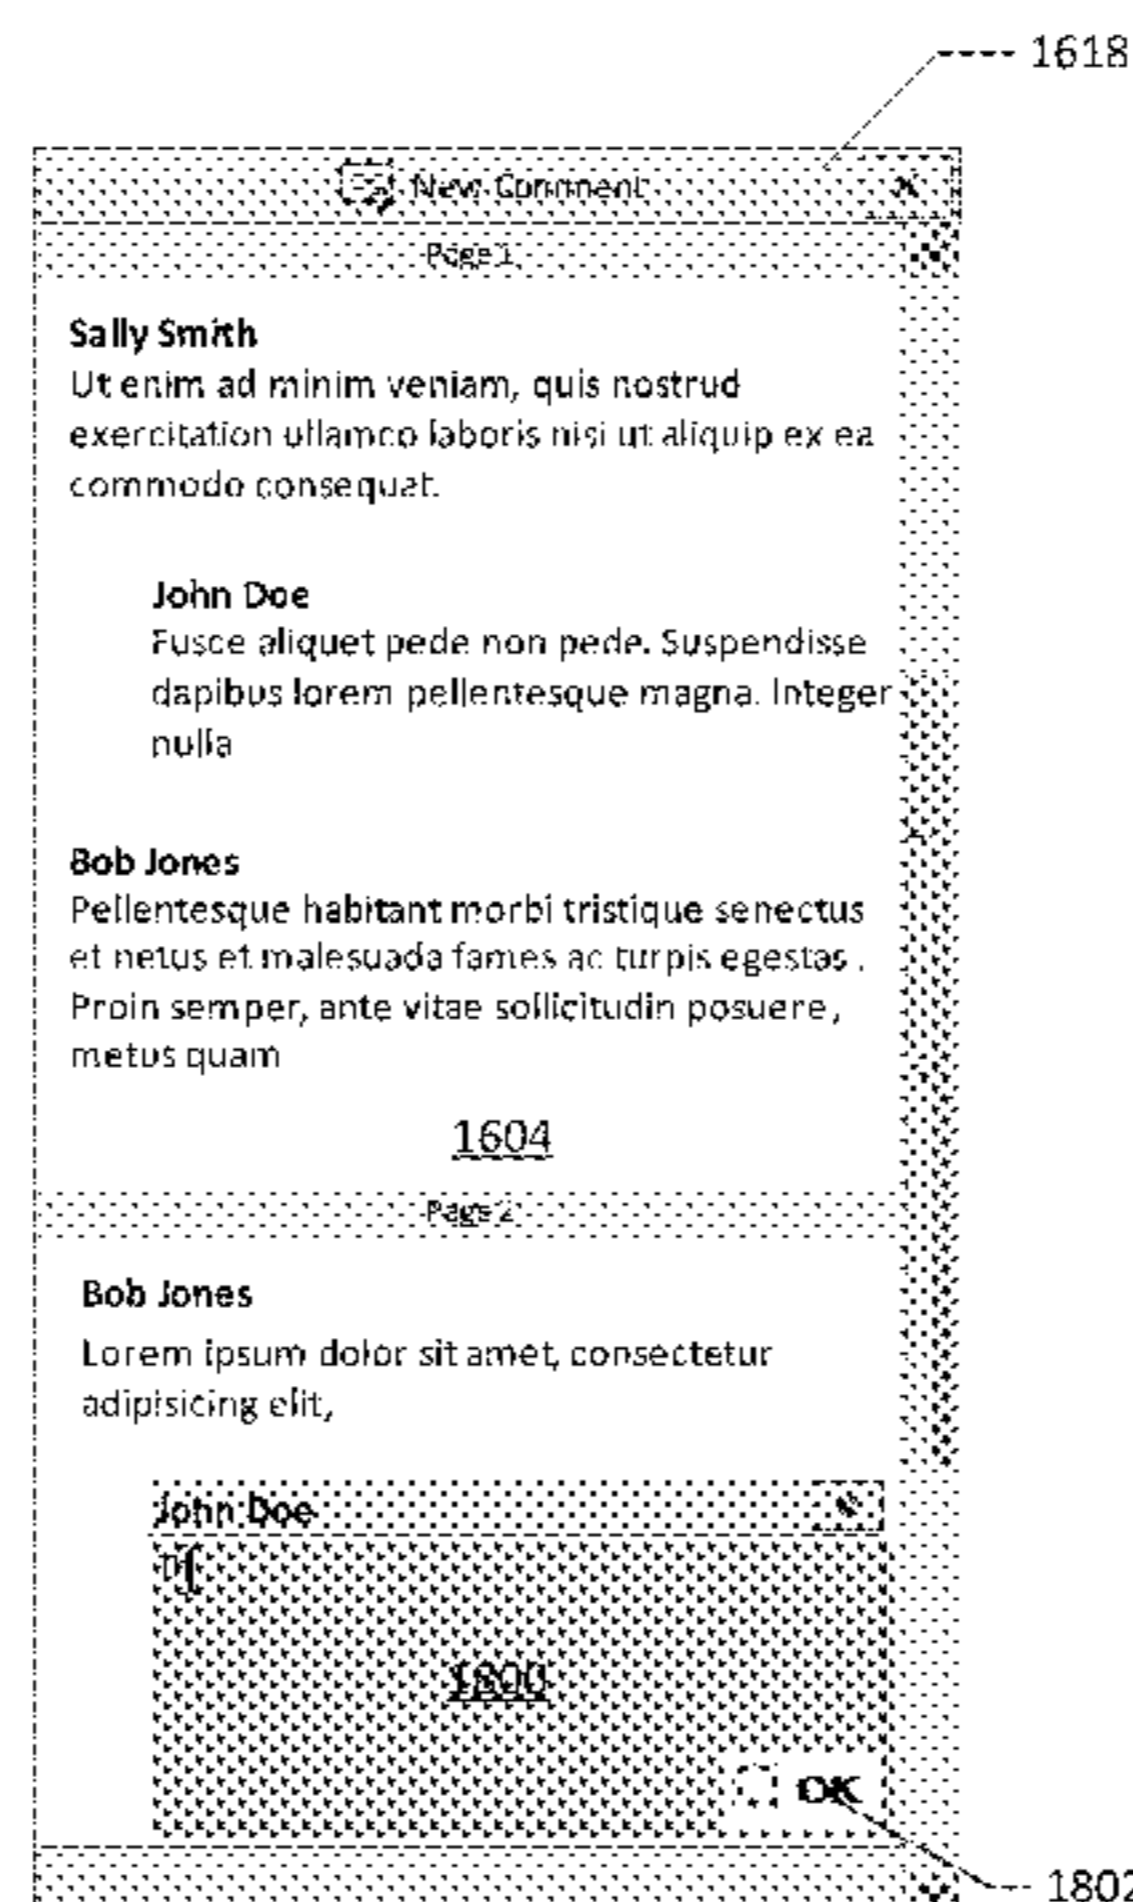 1618
New Comment
Page 1
Sally Smith
Ut enim ad minim veniam, quis nostrud
exercitation ullamco laboris nisi ut aliquip ex ea
commodo consequat.
John Doe
Fusce aliquet pede non pede. Suspendisse
dapibus lorem pellentesque magna. Integer
nulla
Bob Jones
Pellentesque habitant morbi tristique senectus
et netus et malesuada fames ac turpis egestas .
Proin semper, ante vitae sollicitudin posuere,
metus quam
1604
Page 2
Bob Jones
Lorem ipsum dolor sit amet, consectetur
adipisicing elit,
John Doe
1800
OK
1802